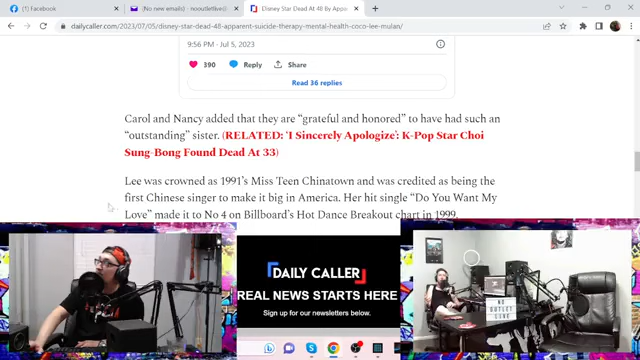 Facebook
(No new emails) - nooutletlive@
Disney Star Dead At 48 By Appare
dailycaller.com/2023/07/05/disney-star-dead-48-apparent-suicide-therapy-mental-health-coco-lee-mulan/
9:56 PM · Jul 5, 2023
390 Reply Share
Read 36 replies
Carol and Nancy added that they are “grateful and honored” to have had such an
“outstanding” sister. (RELATED: ‘I Sincerely Apologize’: K-Pop Star Choi
Sung-Bong Found Dead At 33)
Lee was crowned as 1991’s Miss Teen Chinatown and was credited as being the
first Chinese singer to make it big in America. Her hit single “Do You Want My
Love” made it to No 4 on Billboard’s Hot Dance Breakout chart in 1999.
DAILY CALLER
REAL NEWS STARTS HERE
Sign up for our newsletters below.
NO
OUTLET